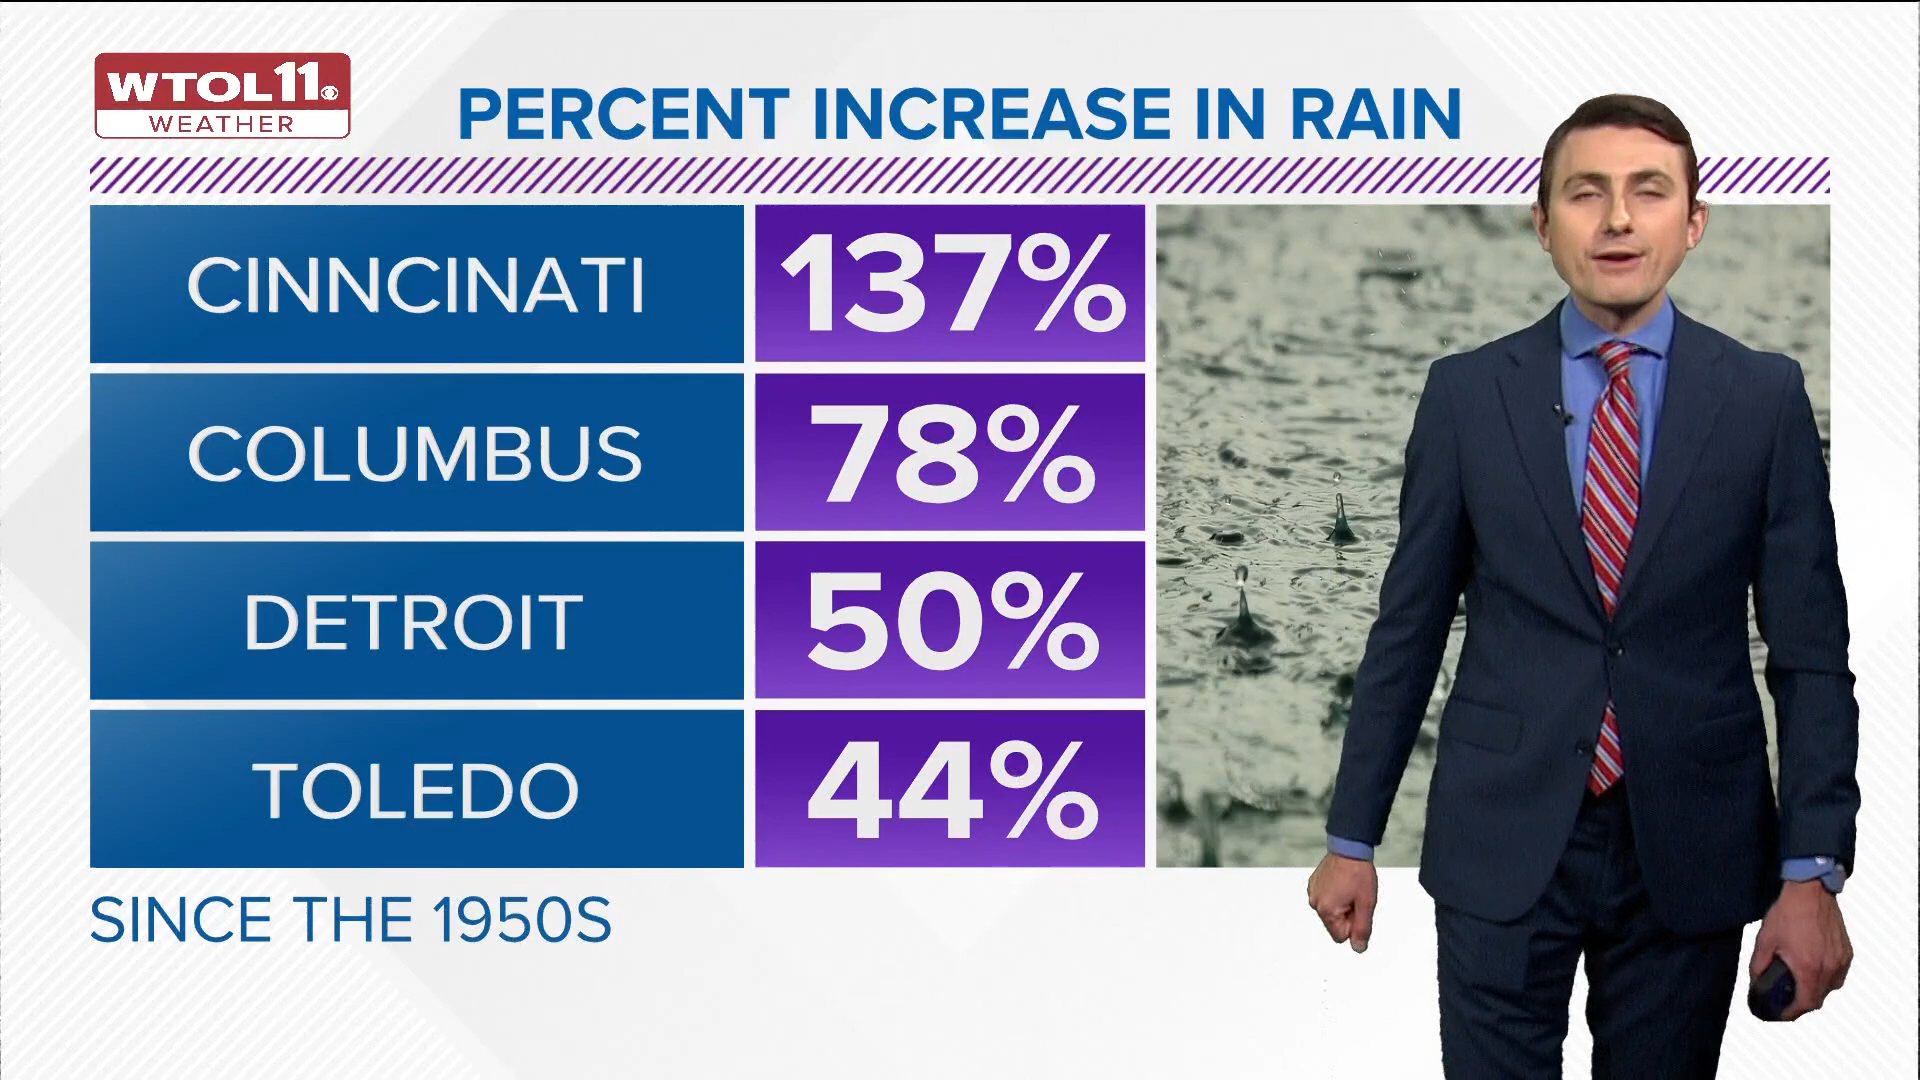 WTOL11
WEATHER
PERCENT INCREASE IN RAIN
CINNCINATI 137%
COLUMBUS 78%
DETROIT 50%
TOLEDO 44%
SINCE THE 1950S